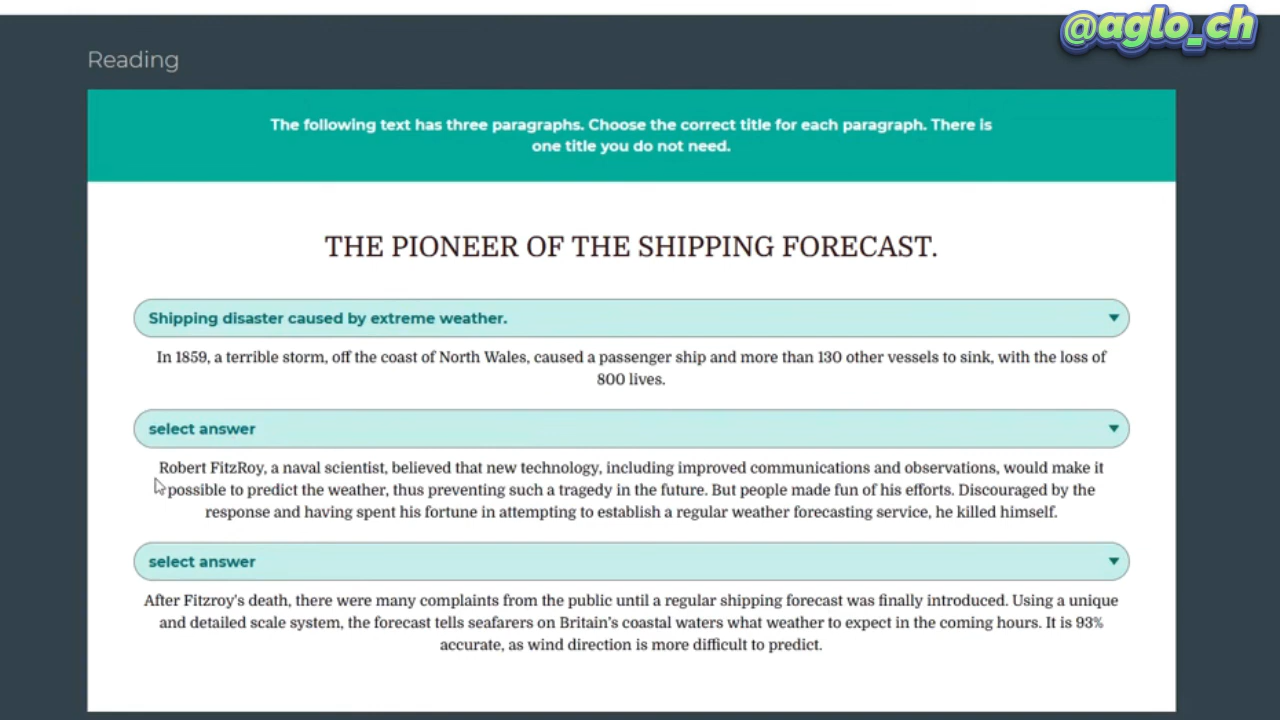 @aglo_ch
Reading
The following text has three paragraphs. Choose the correct title for each paragraph. There is
one title you do not need.
THE PIONEER OF THE SHIPPING FORECAST.
Shipping disaster caused by extreme weather.
In 1859, a terrible storm, off the coast of North Wales, caused a passenger ship and more than 130 other vessels to sink, with the loss of
800 lives.
select answer
Robert FitzRoy, a naval scientist, believed that new technology, including improved communications and observations, would make it
possible to predict the weather, thus preventing such a tragedy in the future. But people made fun of his efforts. Discouraged by the
response and having spent his fortune in attempting to establish a regular weather forecasting service, he killed himself.
select answer
After Fitzroy's death, there were many complaints from the public until a regular shipping forecast was finally introduced. Using a unique
and detailed scale system, the forecast tells seafarers on Britain's coastal waters what weather to expect in the coming hours. It is 93%
accurate, as wind direction is more difficult to predict.